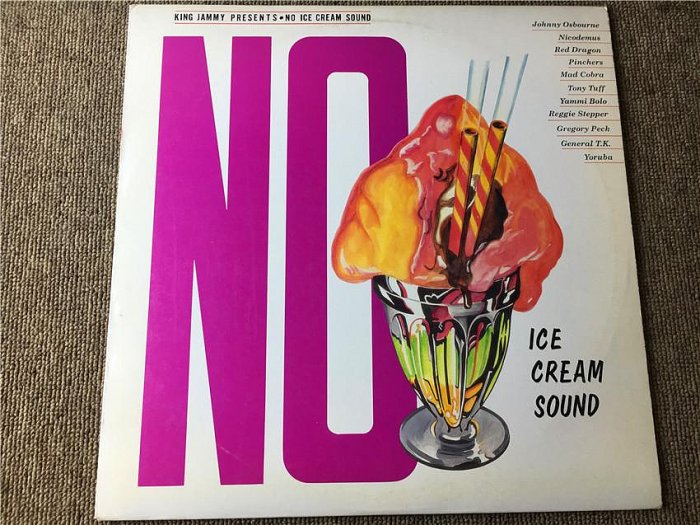 KING JAMMY PRESENTS • NO ICE CREAM SOUND
Johnny Osbourne
Nicodemus
Red Dragon
Pinchers
Mad Cobra
Tony Tuff
Yammi Bolo
Reggie Stepper
Gregory Peck
General T.K.
Yoruba
NO
ICE
CREAM
SOUND